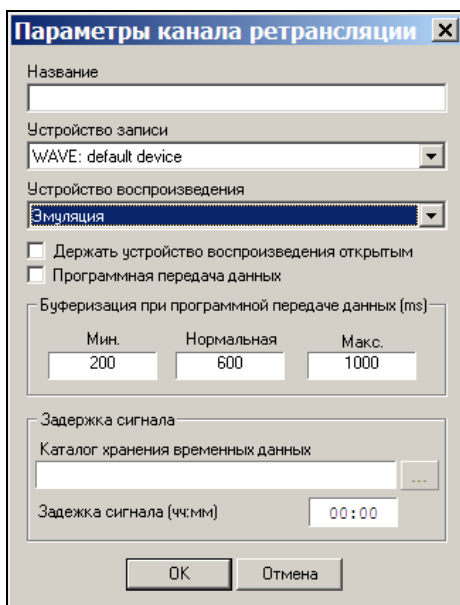 Параметры канала ретрансляции
Название
Устройство записи
WAVE: default device
Устройство воспроизведения
Эмуляция
Держать устройство воспроизведения открытым
Программная передача данных
Буферизация при программной передаче данных (ms)
Мин. Нормальная Макс.
200 600 1000
Задержка сигнала
Каталог хранения временных данных
...
Задежка сигнала (чч:мм) 00:00
OK Отмена